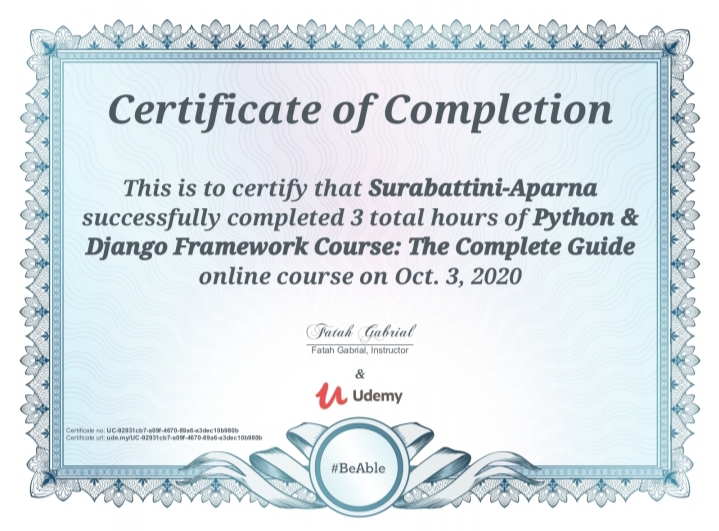 Certificate of Completion
This is to certify that Surabattini-Aparna
successfully completed 3 total hours of Python &
Django Framework Course: The Complete Guide
online course on Oct. 3, 2020
Fatah Gabrial
Fatah Gabrial, Instructor
&
Udemy
Certificate no: UC-92931cb7-a09f-4670-89a6-a3dec10b980b
Certificate url: ude.my/UC-92931cb7-a09f-4670-89a6-a3dec10b980b
#BeAble